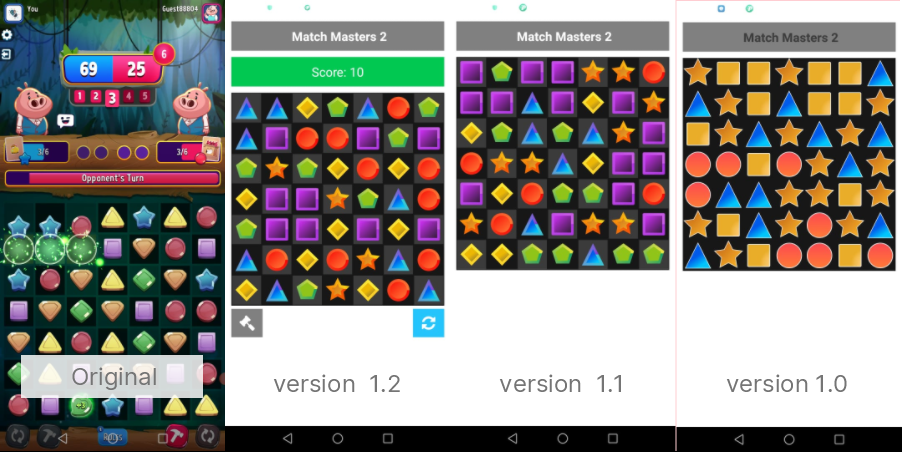 You
Guest88804
6
69 25
1 2 3 4 5
3/6 3/6
Opponent's Turn
Original
Match Masters 2
Score: 10
version 1.2
Match Masters 2
version 1.1
Match Masters 2
version 1.0